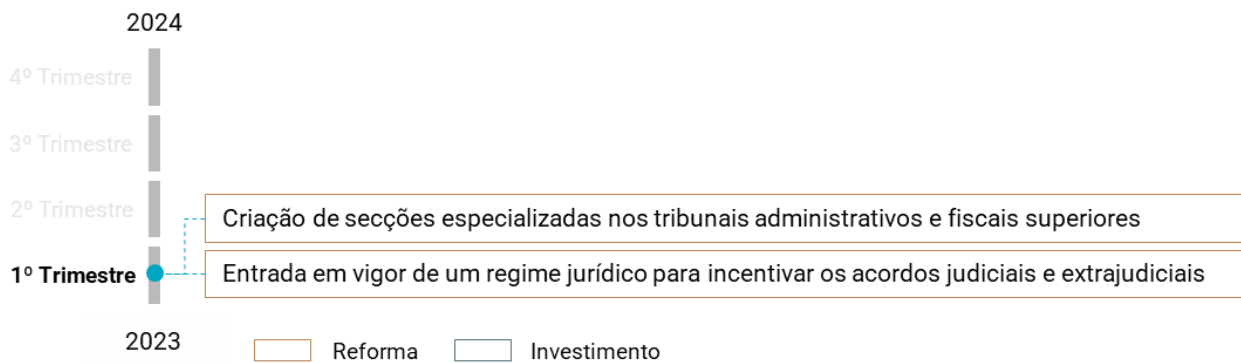 2024
4º Trimestre
3º Trimestre
2º Trimestre
Criação de secções especializadas nos tribunais administrativos e fiscais superiores
1º Trimestre
Entrada em vigor de um regime jurídico para incentivar os acordos judiciais e extrajudiciais
2023
Reforma
Investimento